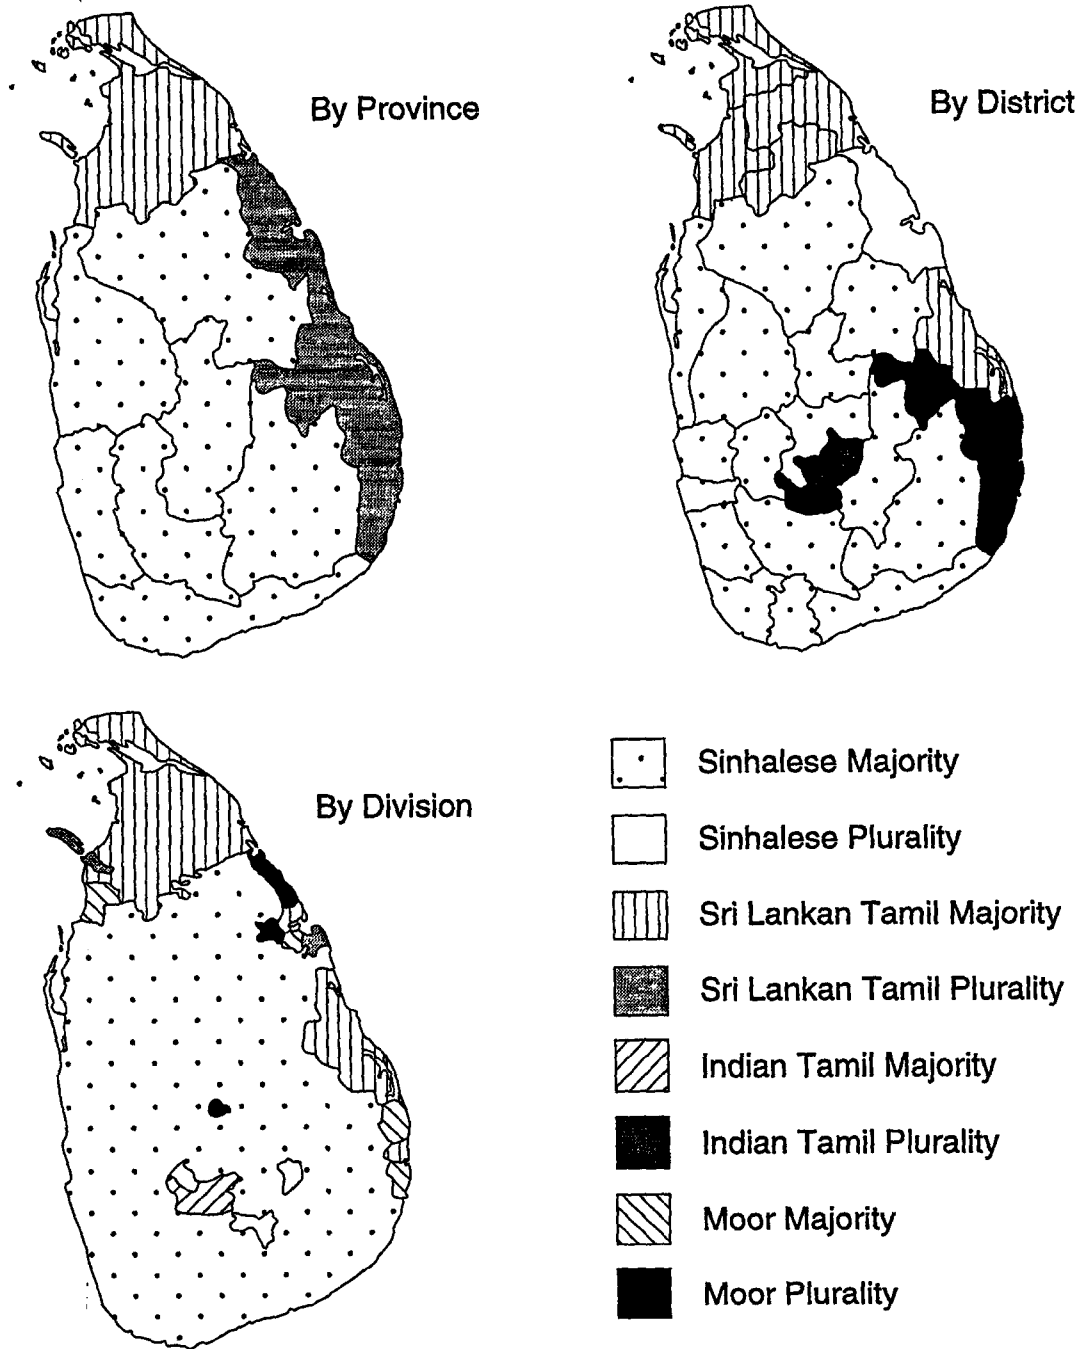 By Province
By District
By Division
Sinhalese Majority
Sinhalese Plurality
Sri Lankan Tamil Majority
Sri Lankan Tamil Plurality
Indian Tamil Majority
Indian Tamil Plurality
Moor Majority
Moor Plurality